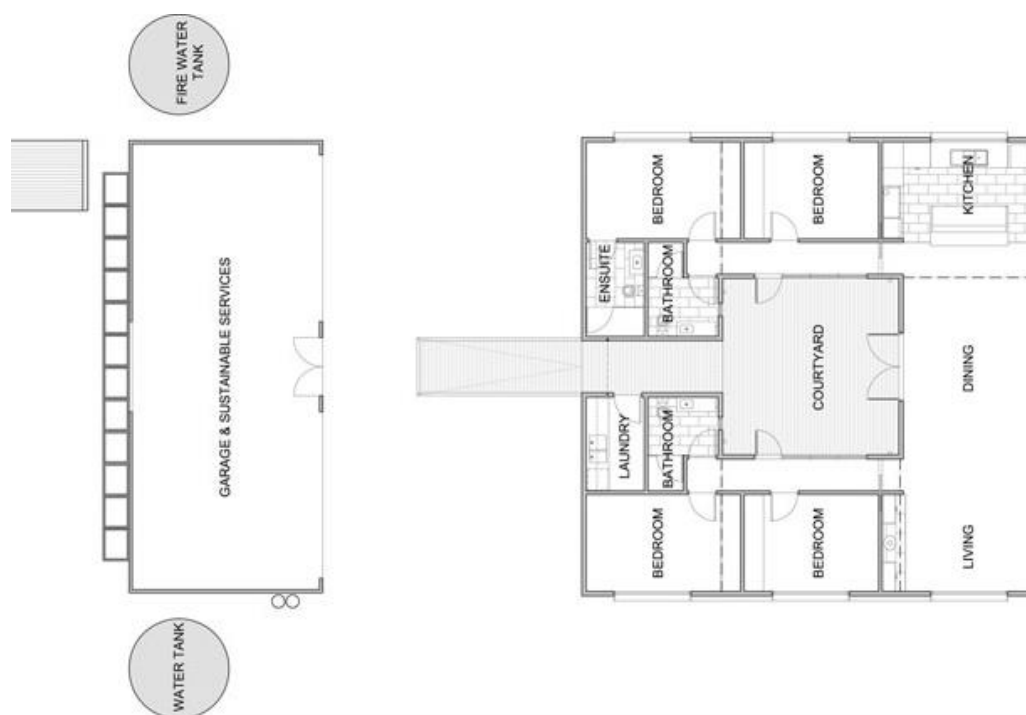 FIRE WATER
TANK
GARAGE & SUSTAINABLE SERVICES
WATER TANK
BEDROOM
BEDROOM
KITCHEN
ENSUITE
BATHROOM
COURTYARD
DINING
LAUNDRY
BATHROOM
BEDROOM
BEDROOM
LIVING